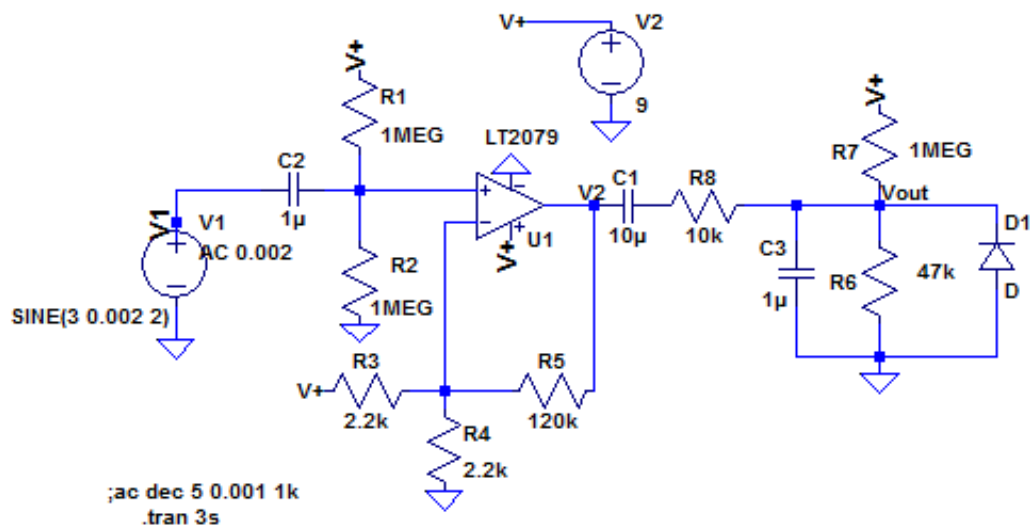 V+
V2
9
V+
R1
1MEG
LT2079
V+
R7
1MEG
C2
1µ
V1
V1
AC 0.002
SINE(3 0.002 2)
R2
1MEG
U1
V+
V2
C1
10µ
R8
10k
Vout
C3
1µ
R6
47k
D1
D
V+
R3
2.2k
R5
120k
R4
2.2k
;ac dec 5 0.001 1k
.tran 3s